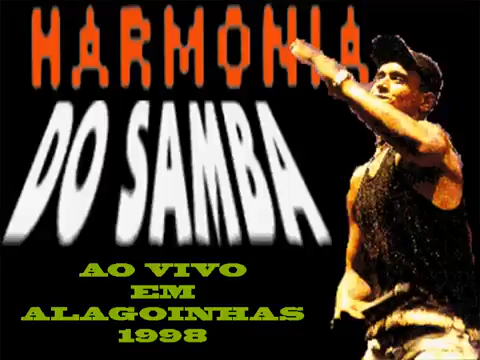 HARMONIA
DO SAMBA
AO VIVO
EM
ALAGOINHAS
1998